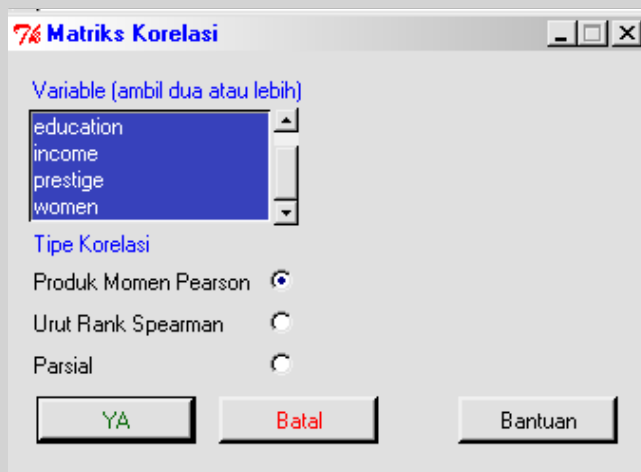 Matriks Korelasi
Variable (ambil dua atau lebih)
education
income
prestige
women
Tipe Korelasi
Produk Momen Pearson
Urut Rank Spearman
Parsial
YA
Batal
Bantuan